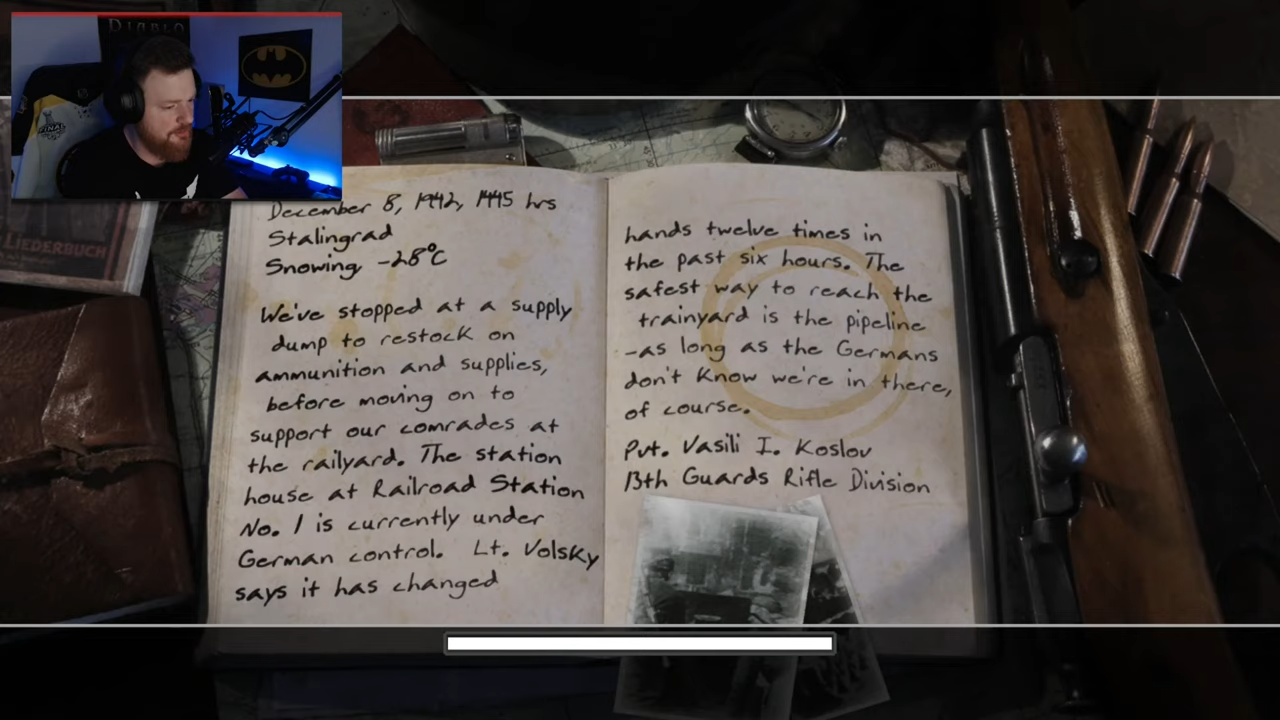 DIABLO
FINAL
LIEDERBUCH
December 8, 1942, 1445 hrs
Stalingrad
Snowing -28°C
We've stopped at a supply
dump to restock on
ammunition and supplies,
before moving on to
support our comrades at
the railyard. The station
house at Railroad Station
No. 1 is currently under
German control. Lt. Volsky
says it has changed
hands twelve times in
the past six hours. The
safest way to reach the
trainyard is the pipeline
-as long as the Germans
don't know we're in there,
of course.
Pvt. Vasili I. Koslov
13th Guards Rifle Division